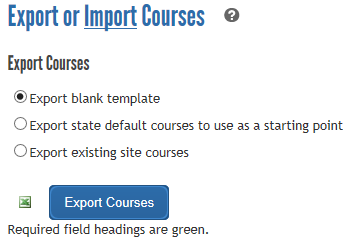 Export or Import Courses ?
Export Courses
Export blank template
Export state default courses to use as a starting point
Export existing site courses
Export Courses
Required field headings are green.